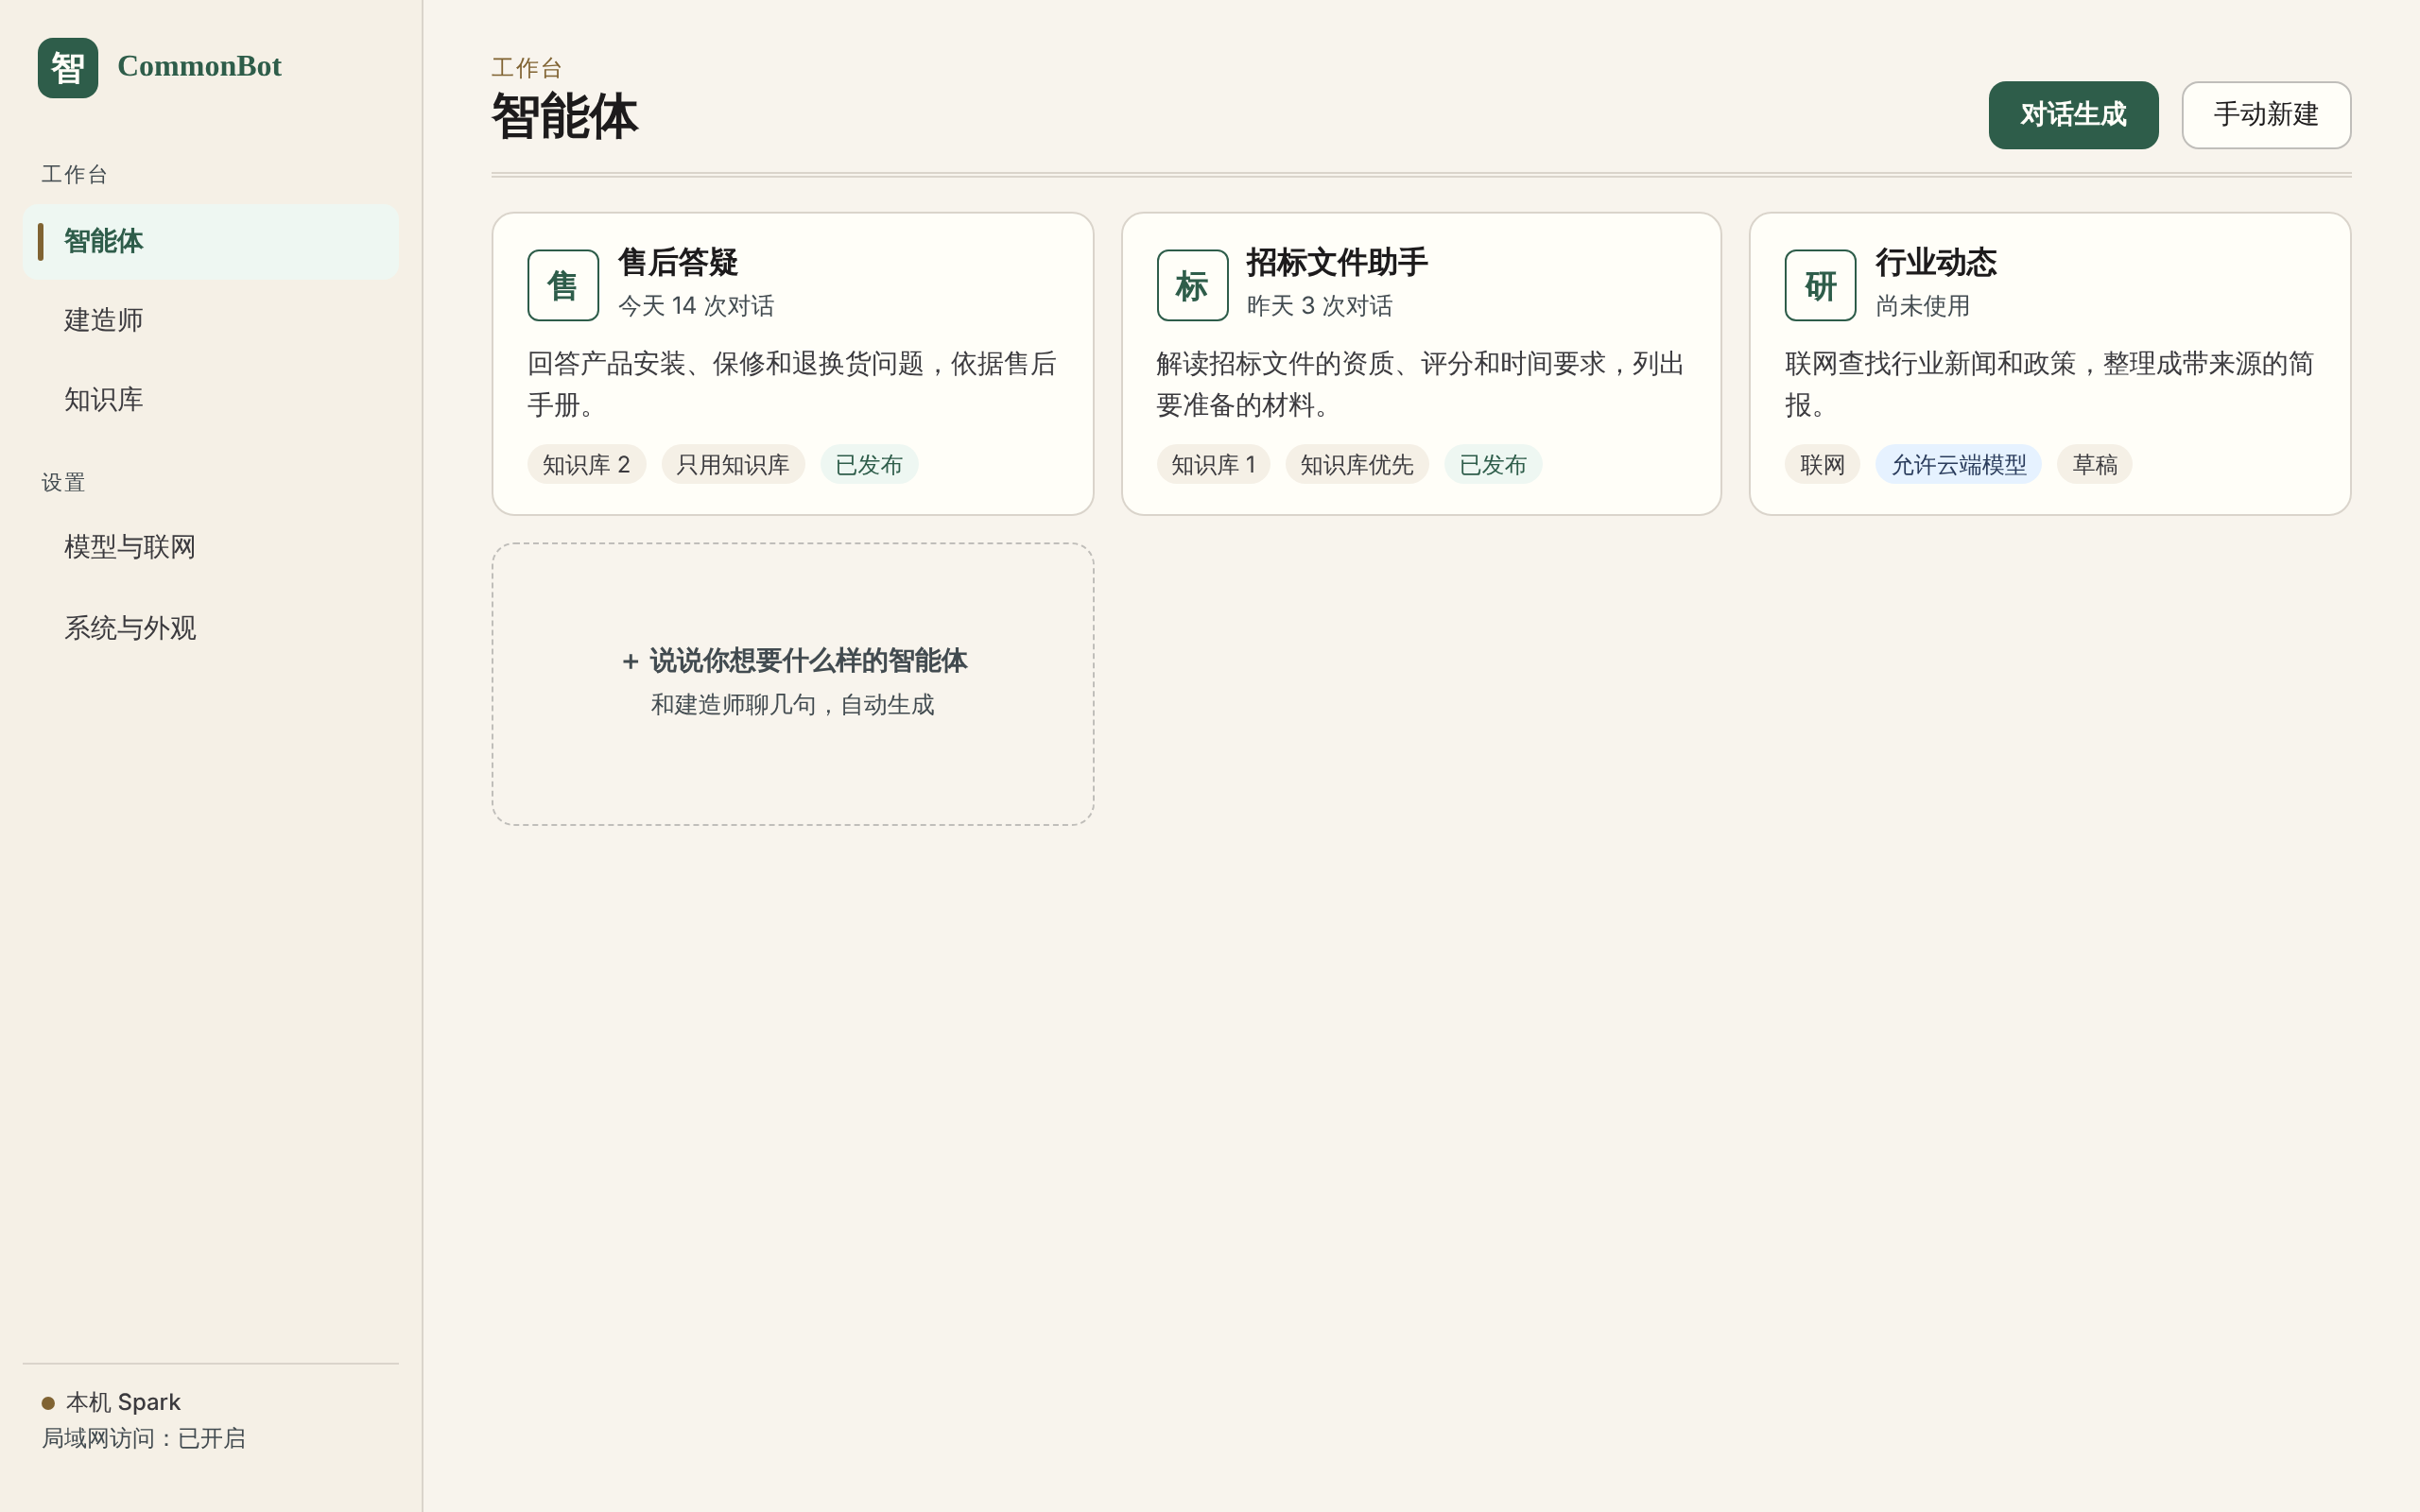 智 CommonBot
工作台
智能体
建造师
知识库
设置
模型与联网
系统与外观
本机 Spark
局域网访问：已开启
工作台
智能体
对话生成
手动新建
售
售后答疑
今天 14 次对话
回答产品安装、保修和退换货问题，依据售后
手册。
知识库 2 只用知识库 已发布
标
招标文件助手
昨天 3 次对话
解读招标文件的资质、评分和时间要求，列出
要准备的材料。
知识库 1 知识库优先 已发布
研
行业动态
尚未使用
联网查找行业新闻和政策，整理成带来源的简
报。
联网 允许云端模型 草稿
+ 说说你想要什么样的智能体
和建造师聊几句，自动生成